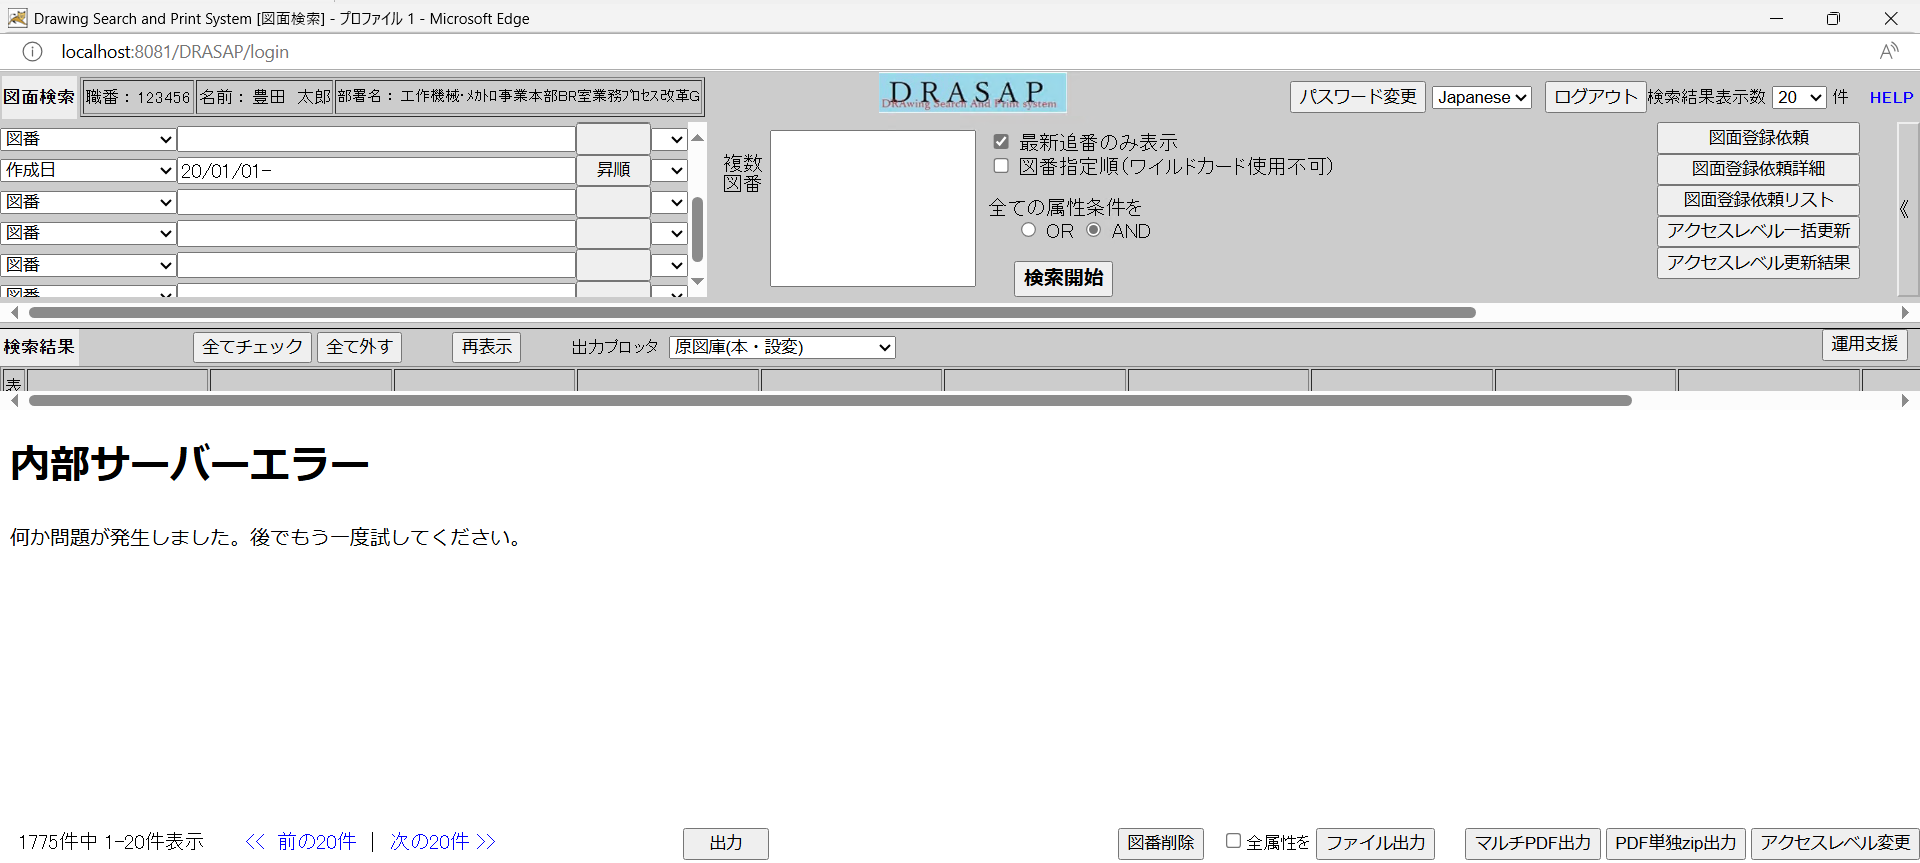 Drawing Search and Print System [図面検索] - プロファイル 1 - Microsoft Edge
localhost:8081/DRASAP/login
図面検索 職番： 123456 名前： 豊田　太郎 部署名： 工作機械・ﾒｶﾄﾛ事業本部BR室業務ﾌﾟﾛｾｽ改革G
DRASAP
DRAwing Search And Print system
パスワード変更 Japanese ログアウト 検索結果表示数 20 件 HELP
図番
作成日 20/01/01- 昇順
図番
図番
図番
図番
複数
図番
最新追番のみ表示
図番指定順（ワイルドカード使用不可）
全ての属性条件を
OR AND
検索開始
図面登録依頼
図面登録依頼詳細
図面登録依頼リスト
アクセスレベル一括更新
アクセスレベル更新結果
《
検索結果 全てチェック 全て外す 再表示 出力プロッタ 原図庫(本・設変) 運用支援
表
内部サーバーエラー
何か問題が発生しました。後でもう一度試してください。
1775件中 1-20件表示 << 前の20件 | 次の20件 >> 出力 図番削除 全属性を ファイル出力 マルチPDF出力 PDF単独zip出力 アクセスレベル変更